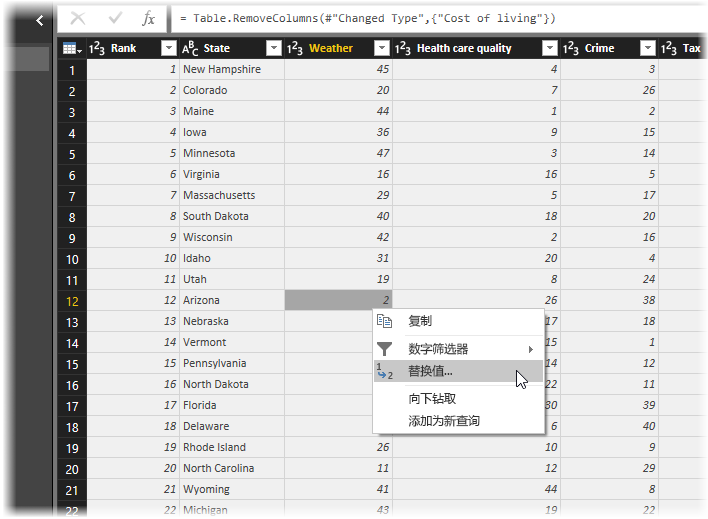 = Table.RemoveColumns(#"Changed Type",{"Cost of living"})
1²3 Rank ABC State 1²3 Weather 1²3 Health care quality 1²3 Crime 1²3 Tax
1 1 New Hampshire 45 4 3
2 2 Colorado 20 7 26
3 3 Maine 44 1 2
4 4 Iowa 36 9 15
5 5 Minnesota 47 3 14
6 6 Virginia 16 16 5
7 7 Massachusetts 29 5 17
8 8 South Dakota 40 18 20
9 9 Wisconsin 42 2 16
10 10 Idaho 31 20 4
11 11 Utah 19 8 24
12 12 Arizona 2 26 38
13 13 Nebraska 17 18
14 14 Vermont 15 1
15 15 Pennsylvania 14 12
16 16 North Dakota 22 11
17 17 Florida 30 39
18 18 Delaware 6 40
19 19 Rhode Island 26 10 9
20 20 North Carolina 11 12 29
21 21 Wyoming 41 44 8
22 22 Michigan 43 19 22
复制
数字筛选器
替换值...
向下钻取
添加为新查询